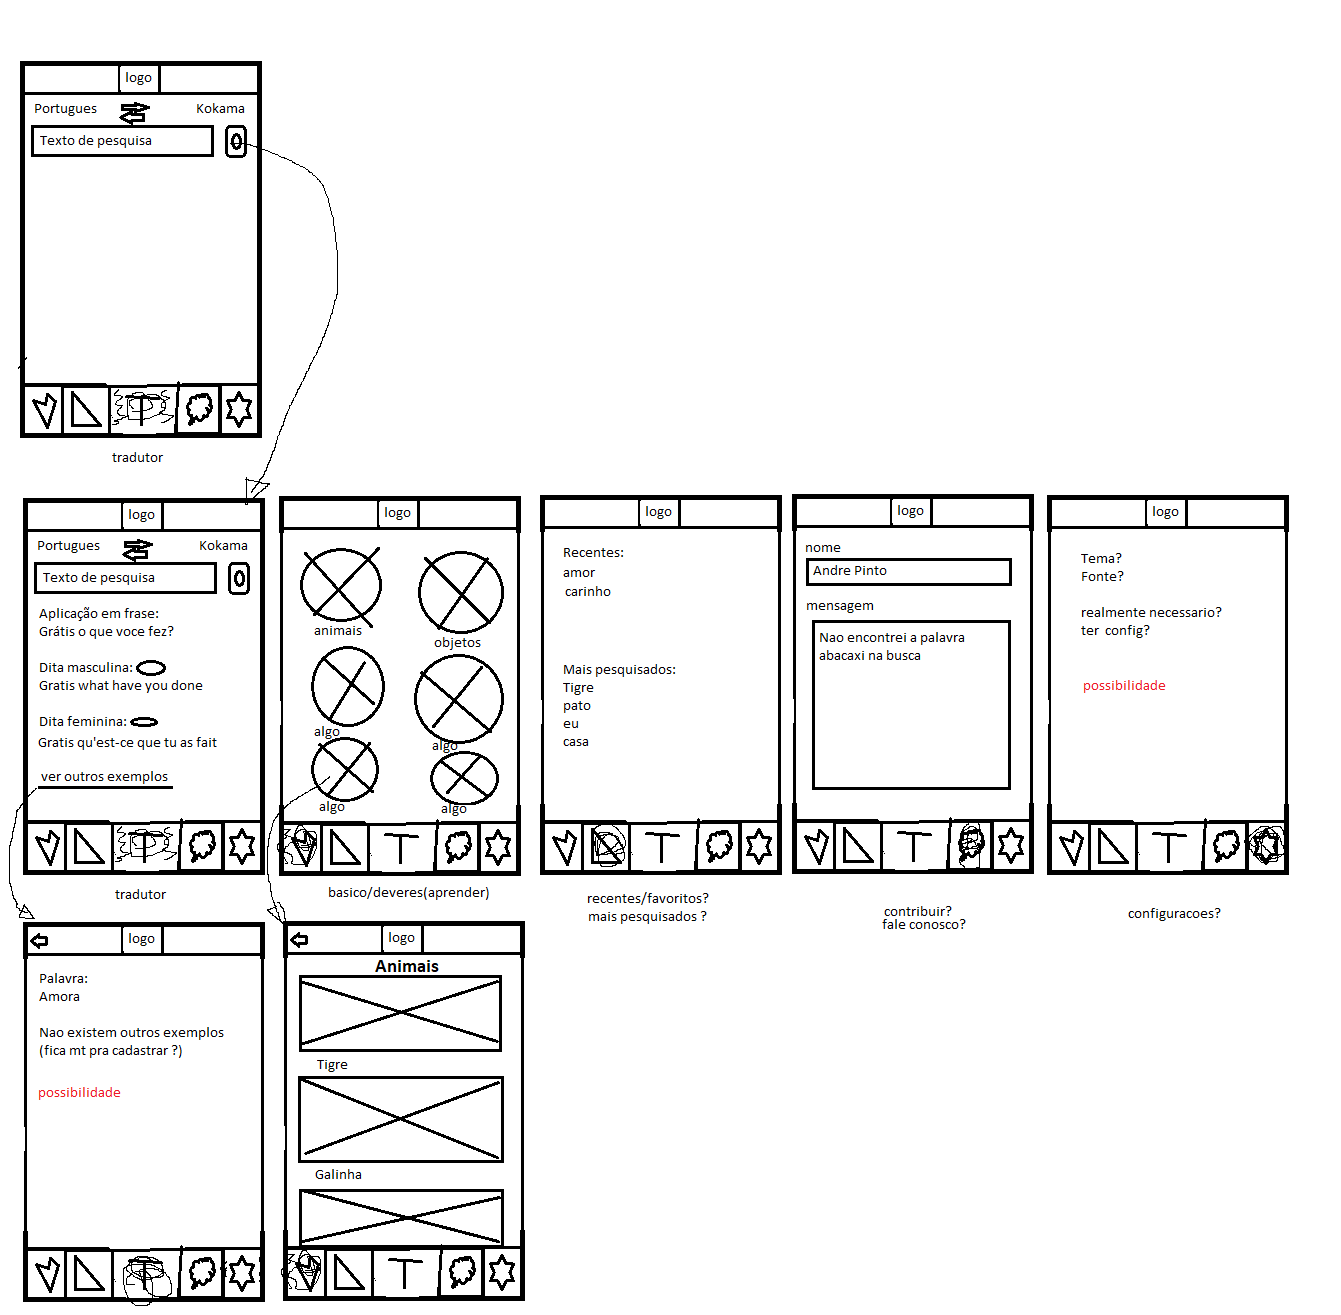 logo
Portugues
Kokama
Texto de pesquisa
T
tradutor
logo
Portugues
Kokama
Texto de pesquisa
Aplicação em frase:
Grátis o que voce fez?
Dita masculina:
Gratis what have you done
Dita feminina:
Gratis qu'est-ce que tu as fait
ver outros exemplos
T
tradutor
logo
animais
objetos
algo
algo
algo
algo
T
basico/deveres(aprender)
logo
Recentes:
amor
carinho
Mais pesquisados:
Tigre
pato
eu
casa
T
recentes/favoritos?
mais pesquisados ?
logo
nome
Andre Pinto
mensagem
Nao encontrei a palavra
abacaxi na busca
T
contribuir?
fale conosco?
logo
Tema?
Fonte?
realmente necessario?
ter config?
possibilidade
T
configuracoes?
logo
Palavra:
Amora
Nao existem outros exemplos
(fica mt pra cadastrar ?)
possibilidade
T
logo
Animais
Tigre
Galinha
T